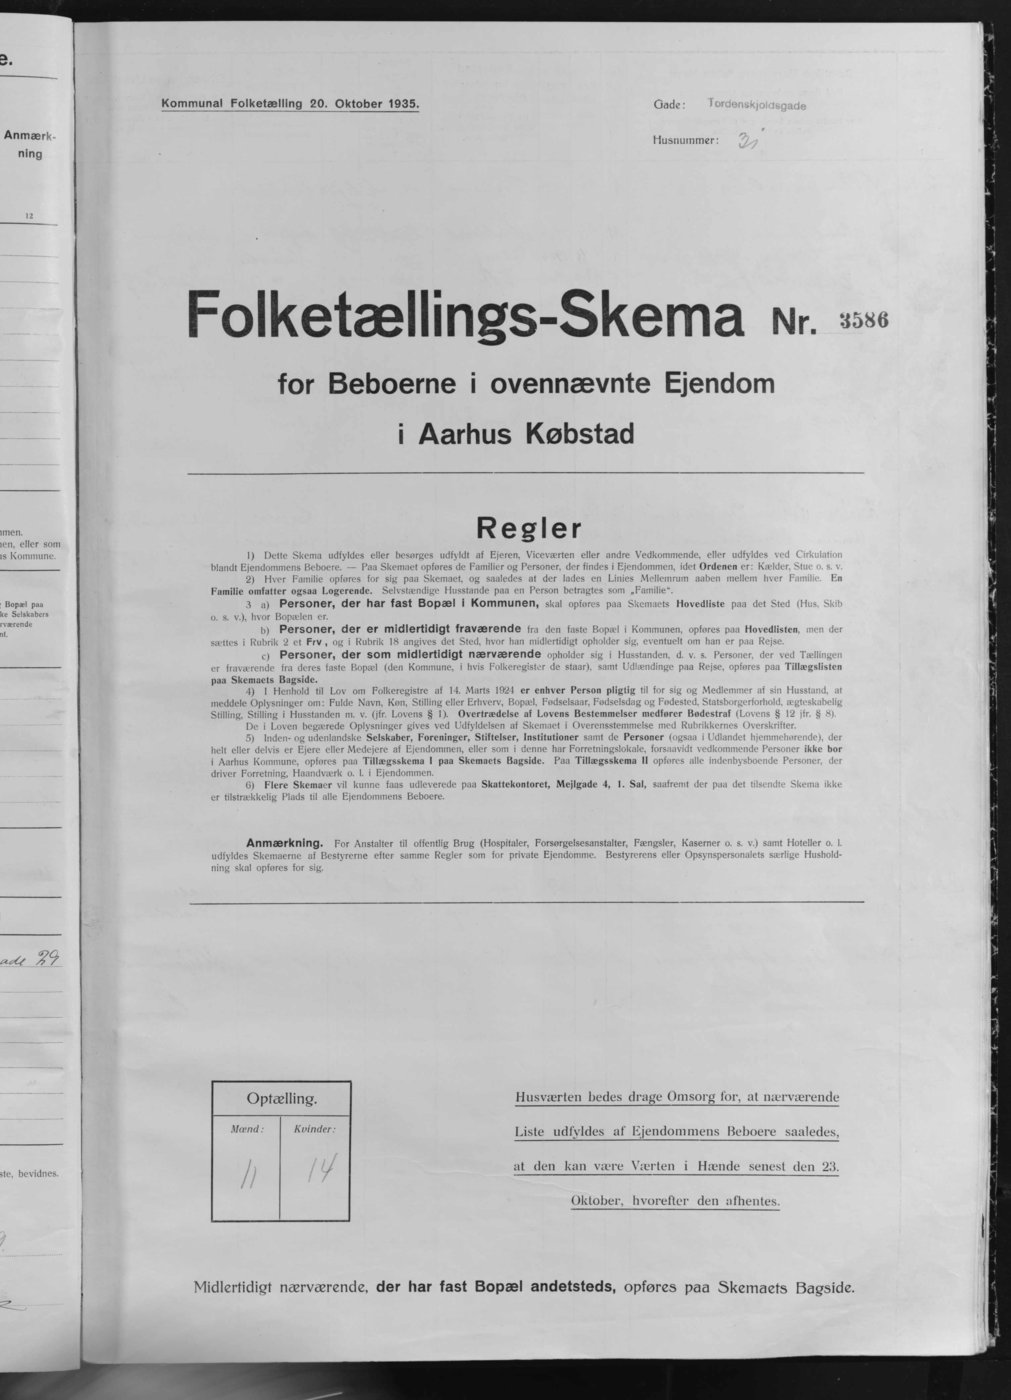 e.
Anmærk-
ning
12
mmen.
nen, eller som
us Kommune.
Bopæl paa
ke Selskabers
rværende
nt.
ade 29
ste, bevidnes.
Kommunal Folketælling 20. Oktober 1935.
Gade: Tordenskjoldsgade
Husnummer: 31
Folketællings-Skema Nr. 3586
for Beboerne i ovennævnte Ejendom
i Aarhus Købstad
Regler
1) Dette Skema udfyldes eller besørges udfyldt af Ejeren, Viceværten eller andre Vedkommende, eller udfyldes ved Cirkulation
blandt Ejendommens Beboere. — Paa Skemaet opføres de Familier og Personer, der findes i Ejendommen, idet Ordenen er: Kælder, Stue o. s. v.
2) Hver Familie opføres for sig paa Skemaet, og saaledes at der lades en Linies Mellemrum aaben mellem hver Familie. En
Familie omfatter ogsaa Logerende. Selvstændige Husstande paa en Person betragtes som „Familie“.
3 a) Personer, der har fast Bopæl i Kommunen, skal opføres paa Skemaets Hovedliste paa det Sted (Hus, Skib
o. s. v.), hvor Bopælen er.
b) Personer, der er midlertidigt fraværende fra den faste Bopæl i Kommunen, opføres paa Hovedlisten, men der
sættes i Rubrik 2 et Frv., og i Rubrik 18 angives det Sted, hvor han midlertidigt opholder sig, eventuelt om han er paa Rejse.
c) Personer, der som midlertidigt nærværende opholder sig i Husstanden, d. v. s. Personer, der ved Tællingen
er fraværende fra deres faste Bopæl (den Kommune, i hvis Folkeregister de staar), samt Udlændinge paa Rejse, opføres paa Tillægslisten
paa Skemaets Bagside.
4) I Henhold til Lov om Folkeregistre af 14. Marts 1924 er enhver Person pligtig til for sig og Medlemmer af sin Husstand, at
meddele Oplysninger om: Fulde Navn, Køn, Stilling eller Erhverv, Bopæl, Fødselsaar, Fødselsdag og Fødested, Statsborgerforhold, ægteskabelig
Stilling, Stilling i Husstanden m. v. (jfr. Lovens § 1). Overtrædelse af Lovens Bestemmelser medfører Bødestraf (Lovens § 12 jfr. § 8).
De i Loven begærede Oplysninger gives ved Udfyldelsen af Skemaet i Overensstemmelse med Rubrikkernes Overskrifter.
5) Inden- og udenlandske Selskaber, Foreninger, Stiftelser, Institutioner samt de Personer (ogsaa i Udlandet hjemmehørende), der
helt eller delvis er Ejere eller Medejere af Ejendommen, eller som i denne har Forretningslokale, forsaavidt vedkommende Personer ikke bor
i Aarhus Kommune, opføres paa Tillægsskema I paa Skemaets Bagside. Paa Tillægsskema II opføres alle indenbysboende Personer, der
driver Forretning, Haandværk o. l. i Ejendommen.
6) Flere Skemaer vil kunne faas udleverede paa Skattekontoret, Mejlgade 4, 1. Sal, saafremt der paa det tilsendte Skema ikke
er tilstrækkelig Plads til alle Ejendommens Beboere.
Anmærkning. For Anstalter til offentlig Brug (Hospitaler, Forsørgelsesanstalter, Fængsler, Kaserner o. s. v.) samt Hoteller o. l.
udfyldes Skemaerne af Bestyrerne efter samme Regler som for private Ejendomme. Bestyrerens eller Opsynspersonalets særlige Hushold-
ning skal opføres for sig.
Optælling.
Mænd: Kvinder:
11 14
Husværten bedes drage Omsorg for, at nærværende
Liste udfyldes af Ejendommens Beboere saaledes,
at den kan være Værten i Hænde senest den 23.
Oktober, hvorefter den afhentes.
Midlertidigt nærværende, der har fast Bopæl andetsteds, opføres paa Skemaets Bagside.